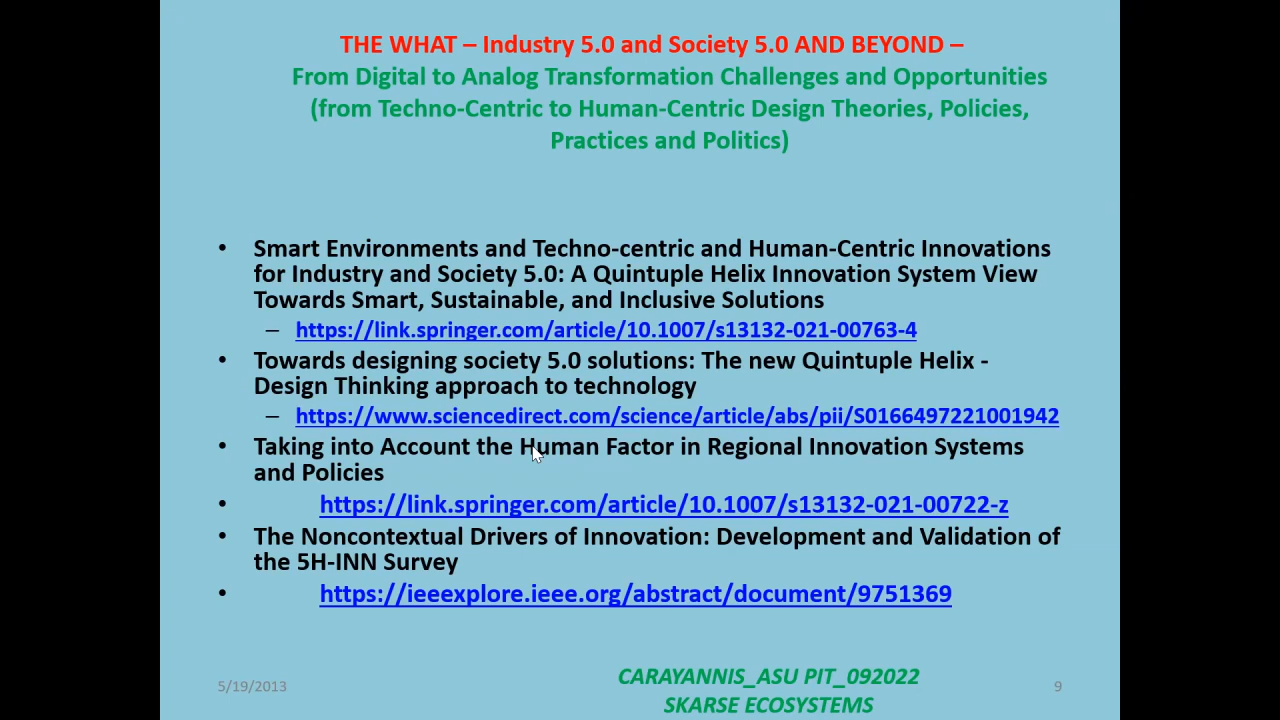 THE WHAT – Industry 5.0 and Society 5.0 AND BEYOND –
From Digital to Analog Transformation Challenges and Opportunities
(from Techno-Centric to Human-Centric Design Theories, Policies,
Practices and Politics)
• Smart Environments and Techno-centric and Human-Centric Innovations
for Industry and Society 5.0: A Quintuple Helix Innovation System View
Towards Smart, Sustainable, and Inclusive Solutions
– https://link.springer.com/article/10.1007/s13132-021-00763-4
• Towards designing society 5.0 solutions: The new Quintuple Helix -
Design Thinking approach to technology
– https://www.sciencedirect.com/science/article/abs/pii/S0166497221001942
• Taking into Account the Human Factor in Regional Innovation Systems
and Policies
• https://link.springer.com/article/10.1007/s13132-021-00722-z
• The Noncontextual Drivers of Innovation: Development and Validation of
the 5H-INN Survey
• https://ieeexplore.ieee.org/abstract/document/9751369
5/19/2013
CARAYANNIS_ASU PIT_092022
SKARSE ECOSYSTEMS
9